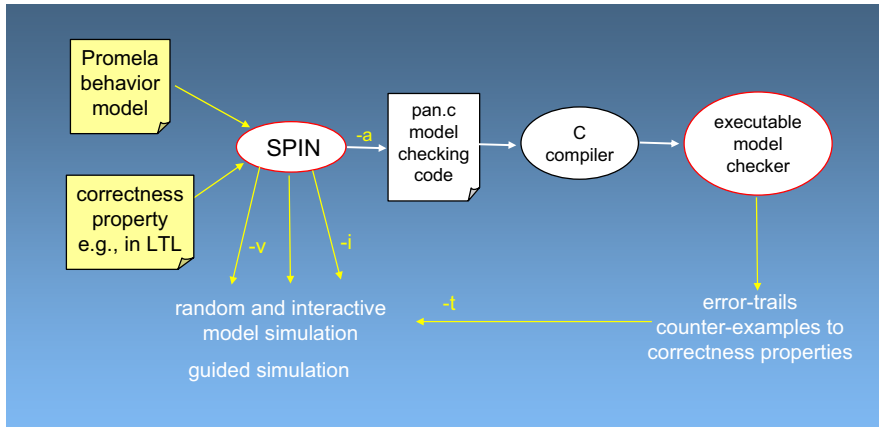 Promela
behavior
model
SPIN
-a
pan.c
model
checking
code
C
compiler
executable
model
checker
correctness
property
e.g., in LTL
-v
-i
random and interactive
model simulation
guided simulation
-t
error-trails
counter-examples to
correctness properties